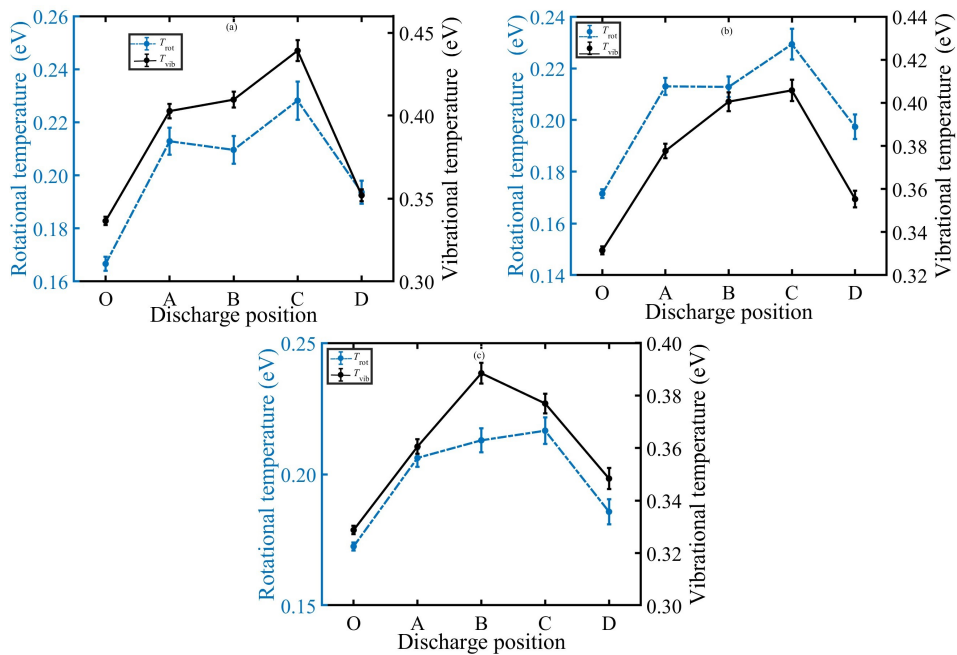 (a)
T_rot
T_vib
Rotational temperature (eV)
0.26
0.24
0.22
0.20
0.18
0.16
Vibrational temperature (eV)
0.45
0.40
0.35
0.30
O A B C D
Discharge position
(b)
T_rot
T_vib
Rotational temperature (eV)
0.24
0.22
0.20
0.18
0.16
0.14
Vibrational temperature (eV)
0.44
0.42
0.40
0.38
0.36
0.34
0.32
O A B C D
Discharge position
(c)
T_rot
T_vib
Rotational temperature (eV)
0.25
0.20
0.15
Vibrational temperature (eV)
0.40
0.38
0.36
0.34
0.32
0.30
O A B C D
Discharge position